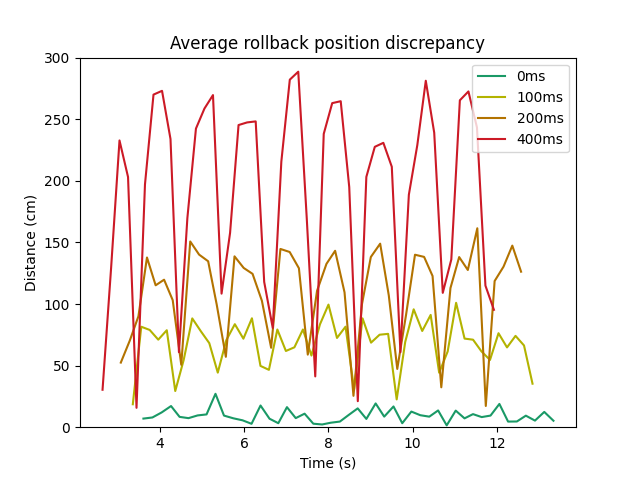 Average rollback position discrepancy
300
250
200
150
100
50
0
Distance (cm)
0ms
100ms
200ms
400ms
4
6
8
10
12
Time (s)